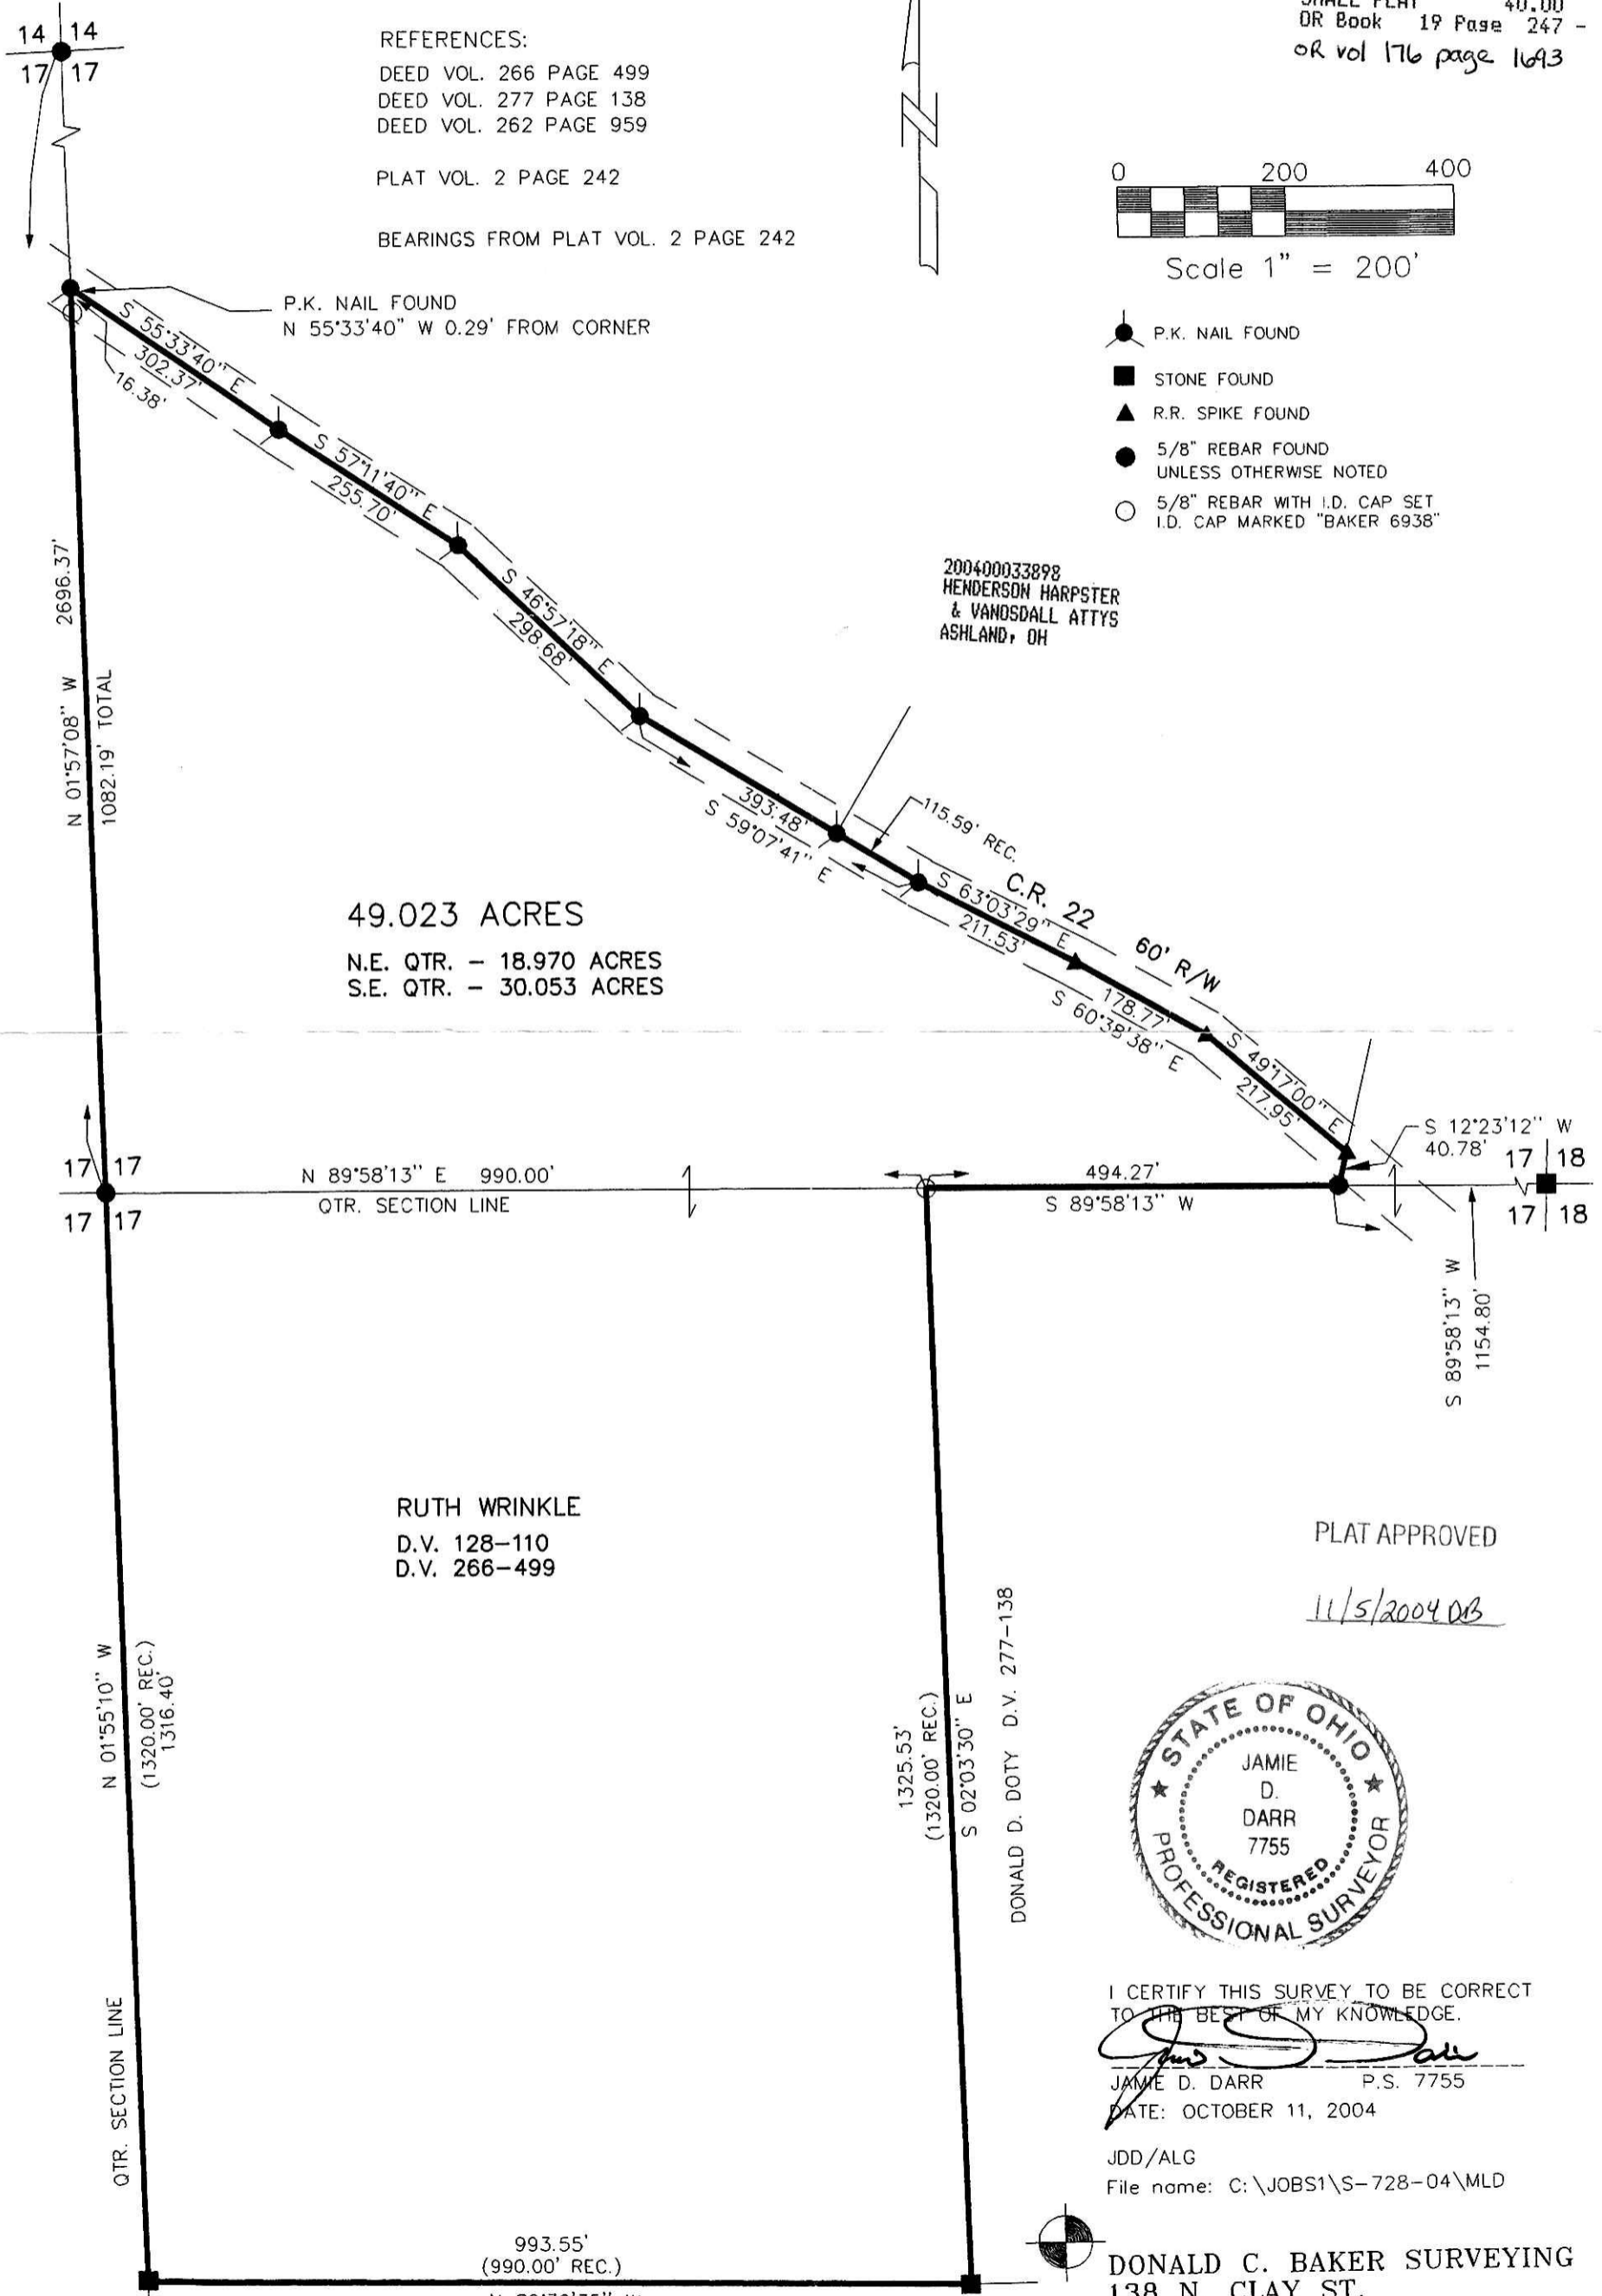 SMALL PLAT 40.00
OR Book 19 Page 247 -
OR vol 176 page 1693
14 14
17 17
REFERENCES:
DEED VOL. 266 PAGE 499
DEED VOL. 277 PAGE 138
DEED VOL. 262 PAGE 959
PLAT VOL. 2 PAGE 242
BEARINGS FROM PLAT VOL. 2 PAGE 242
N
0 200 400
Scale 1" = 200'
P.K. NAIL FOUND
STONE FOUND
R.R. SPIKE FOUND
5/8" REBAR FOUND
UNLESS OTHERWISE NOTED
5/8" REBAR WITH I.D. CAP SET
I.D. CAP MARKED "BAKER 6938"
P.K. NAIL FOUND
N 55°33'40" W 0.29' FROM CORNER
S 55°33'40" E
302.37'
16.38'
S 57°11'40" E
255.70'
S 46°57'18" E
298.68'
200400033898
HENDERSON HARPSTER
& VANOSDALL ATTYS
ASHLAND, OH
393.48'
S 59°07'41" E
115.59' REC.
C.R. 22 60' R/W
S 63°03'29" E
211.53'
178.77'
S 60°38'38" E
S 49°17'00" E
217.95'
S 12°23'12" W
40.78'
2696.37'
N 01°57'08" W
1082.19' TOTAL
49.023 ACRES
N.E. QTR. - 18.970 ACRES
S.E. QTR. - 30.053 ACRES
17 17
17 17
N 89°58'13" E 990.00'
QTR. SECTION LINE
494.27'
S 89°58'13" W
17 18
17 18
S 89°58'13" W
1154.80'
RUTH WRINKLE
D.V. 128-110
D.V. 266-499
PLAT APPROVED
11/5/2004 DB
N 01°55'10" W
(1320.00' REC.)
1316.40'
QTR. SECTION LINE
1325.53'
(1320.00' REC.)
S 02°03'30" E
DONALD D. DOTY D.V. 277-138
STATE OF OHIO
JAMIE
D.
DARR
7755
REGISTERED
PROFESSIONAL SURVEYOR
I CERTIFY THIS SURVEY TO BE CORRECT
TO THE BEST OF MY KNOWLEDGE.
JAMIE D. DARR P.S. 7755
DATE: OCTOBER 11, 2004
JDD/ALG
File name: C:\JOBS1\S-728-04\MLD
993.55'
(990.00' REC.)
DONALD C. BAKER SURVEYING
138 N. CLAY ST.